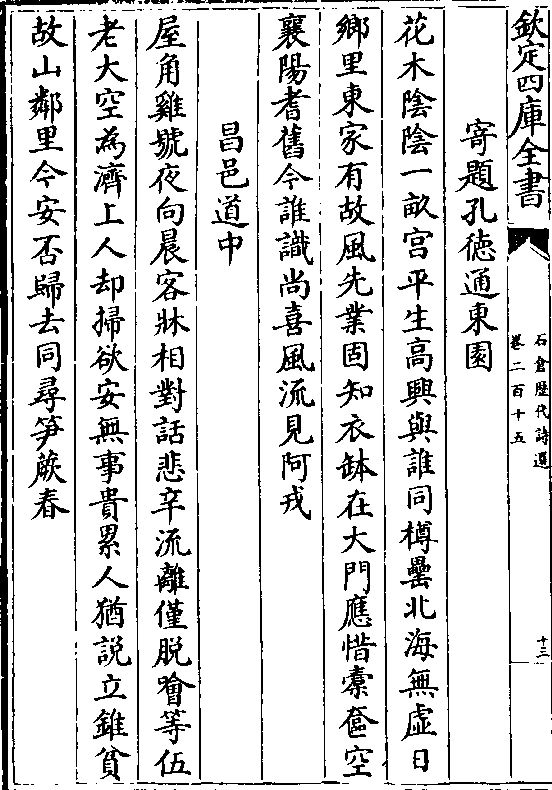 欽定四庫全書
石倉歴代詩選
卷二百十五
十三
寄題孔徳通東園
花木陰陰一畝宫平生高興與誰同樽罍北海無虚日
鄉里東家有故風先業固知衣鉢在大門應惜橐奩空
襄陽耆舊今誰識尚喜風流見阿戎
昌邑道中
屋角雞號夜向晨客牀相對話悲辛流離僅脱噲等伍
老大空為濟上人却掃欲安無事貴累人猶説立錐貧
故山鄰里今安否歸去同尋笋蕨春